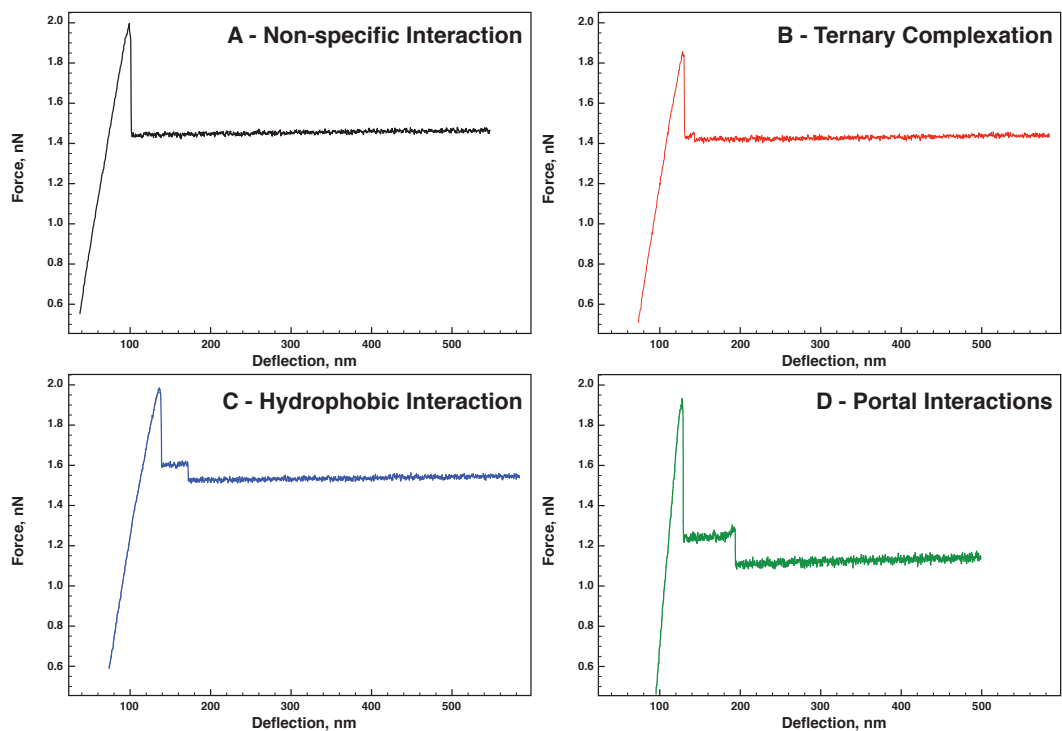 A - Non-specific Interaction
2.0
1.8
1.6
1.4
1.2
1.0
0.8
0.6
Force, nN
100 200 300 400 500
Deflection, nm
B - Ternary Complexation
2.0
1.8
1.6
1.4
1.2
1.0
0.8
0.6
Force, nN
100 200 300 400 500
Deflection, nm
C - Hydrophobic Interaction
2.0
1.8
1.6
1.4
1.2
1.0
0.8
0.6
Force, nN
100 200 300 400 500
Deflection, nm
D - Portal Interactions
2.0
1.8
1.6
1.4
1.2
1.0
0.8
0.6
Force, nN
100 200 300 400 500
Deflection, nm